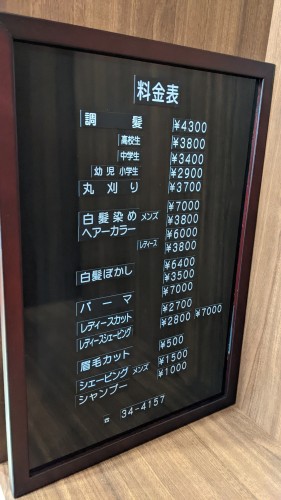 料金表
調髪 ¥4300
高校生 ¥3800
中学生 ¥3400
幼児 小学生 ¥2900
丸刈り ¥3700
白髪染め メンズ ¥7000
¥3800
ヘアーカラー ¥6000
レディース ¥3800
白髪ぼかし ¥6400
¥3500
パーマ ¥7000
レディースカット ¥2700
レディスシェービング ¥2800 ¥7000
眉毛カット ¥500
シェービング メンズ ¥1500
シャンプー ¥1000
☎ 34-4157